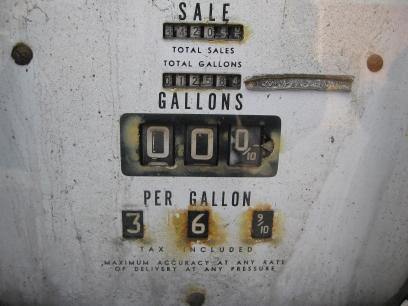 SALE
TOTAL SALES
TOTAL GALLONS
GALLONS
0 0 0/10
PER GALLON
3 6 9/10
TAX INCLUDED
MAXIMUM ACCURACY AT ANY RATE
OF DELIVERY AT ANY PRESSURE